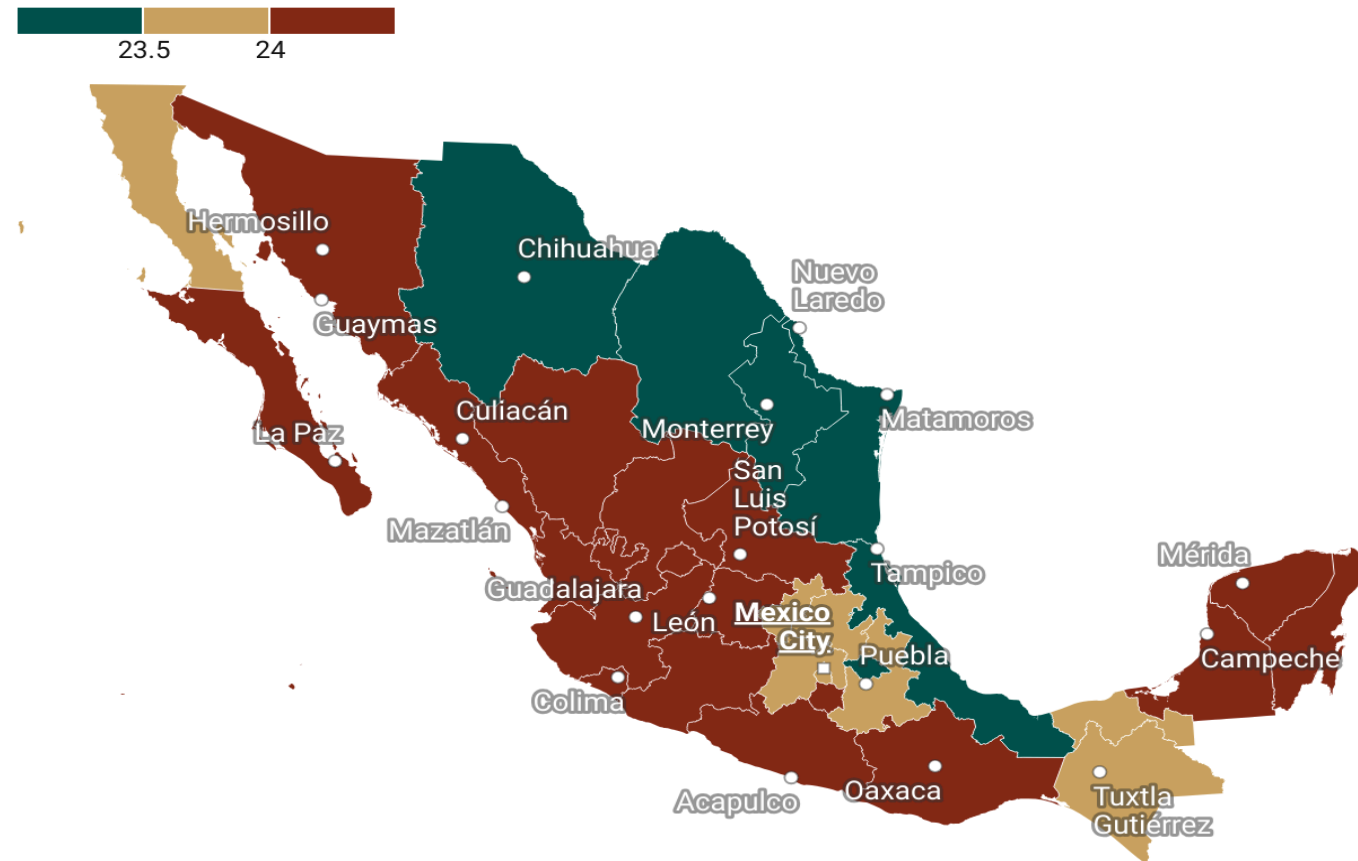 23.5 24
Hermosillo
Chihuahua
Nuevo
Laredo
Guaymas
Culiacán
Matamoros
La Paz
Monterrey
San
Luis
Potosí
Mazatlán
Mérida
Tampico
Guadalajara
León
Mexico
City
Puebla
Campeche
Colima
Oaxaca
Acapulco
Tuxtla
Gutiérrez